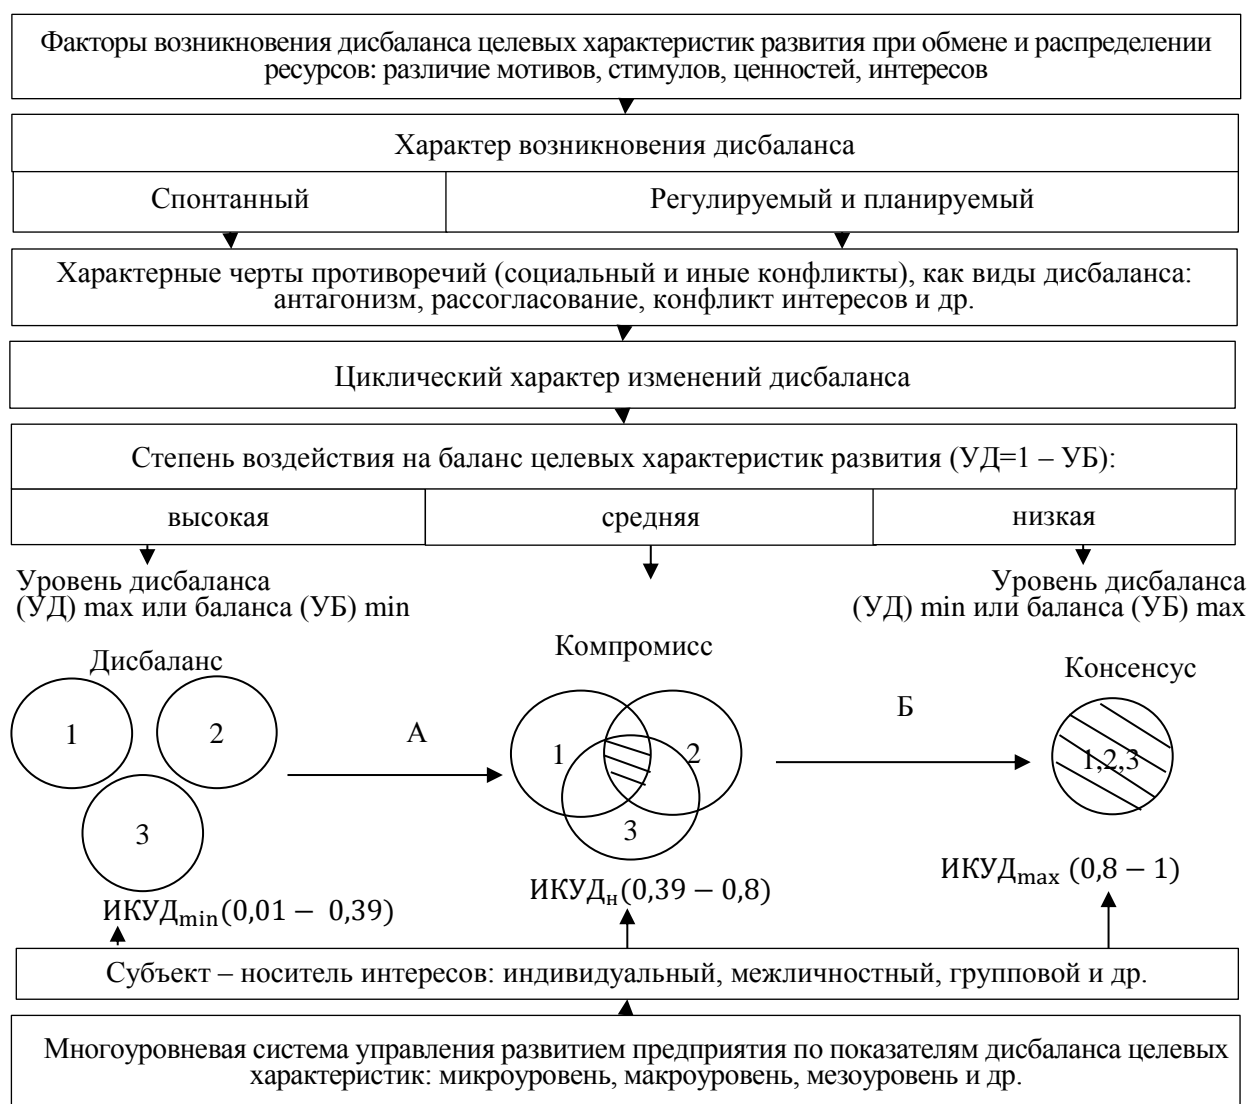 Факторы возникновения дисбаланса целевых характеристик развития при обмене и распределении
ресурсов: различие мотивов, стимулов, ценностей, интересов
Характер возникновения дисбаланса
Спонтанный
Регулируемый и планируемый
Характерные черты противоречий (социальный и иные конфликты), как виды дисбаланса:
антагонизм, рассогласование, конфликт интересов и др.
Циклический характер изменений дисбаланса
Степень воздействия на баланс целевых характеристик развития (УД=1 – УБ):
высокая
средняя
низкая
Уровень дисбаланса
(УД) max или баланса (УБ) min
Уровень дисбаланса
(УД) min или баланса (УБ) max
Дисбаланс
Компромисс
Консенсус
1
2
3
А
1
2
3
Б
1,2,3
ИКУДmin(0,01 − 0,39)
ИКУДн(0,39 − 0,8)
ИКУДmax (0,8 − 1)
Субъект – носитель интересов: индивидуальный, межличностный, групповой и др.
Многоуровневая система управления развитием предприятия по показателям дисбаланса целевых
характеристик: микроуровень, макроуровень, мезоуровень и др.